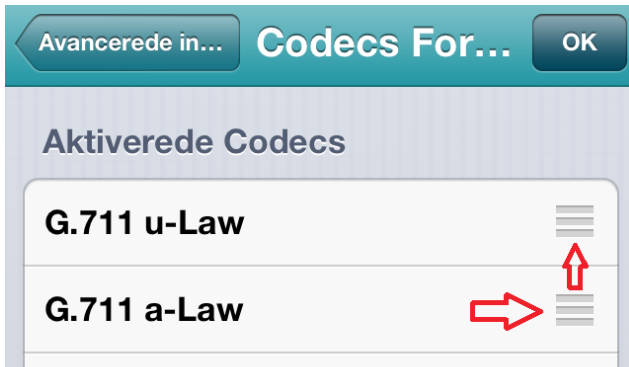 Avancerede in... Codecs For... OK
Aktiverede Codecs
G.711 u-Law
G.711 a-Law